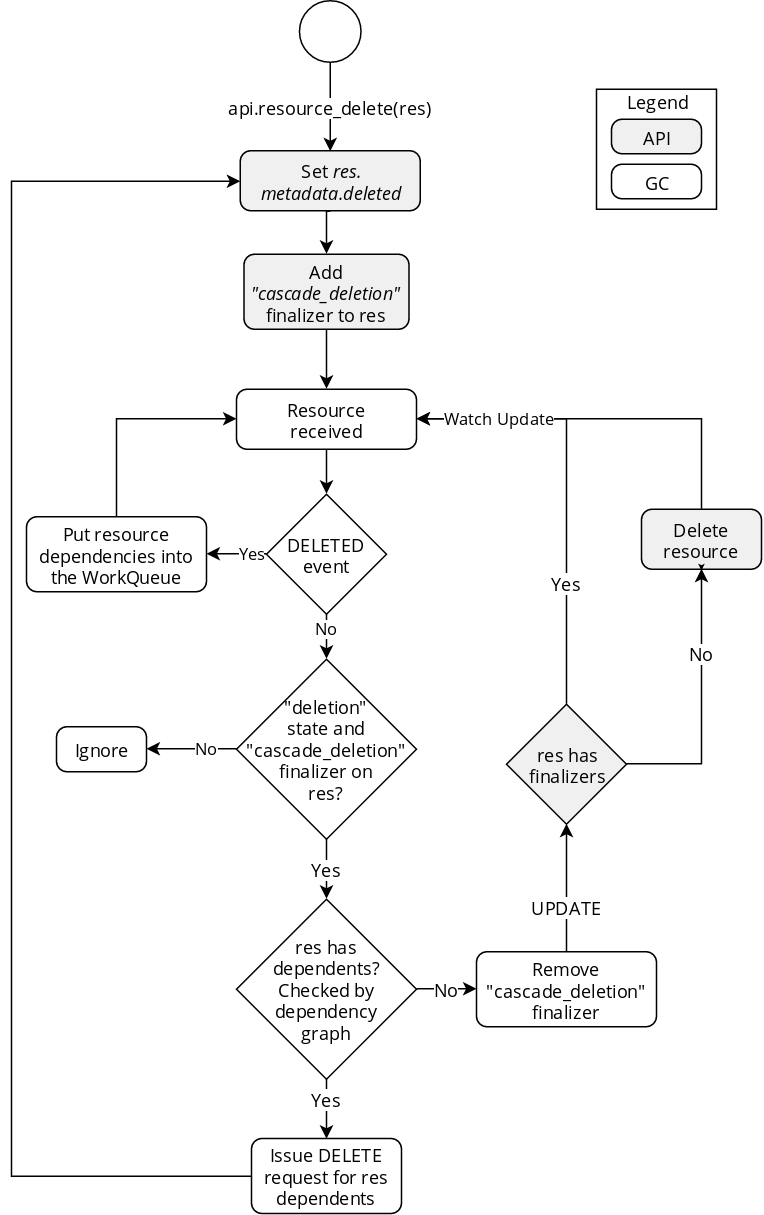 api.resource_delete(res)
Legend
API
GC
Set res.
metadata.deleted
Add
"cascade_deletion"
finalizer to res
Resource
received
Watch Update
Put resource
dependencies into
the WorkQueue
Yes
DELETED
event
Delete
resource
Yes
No
No
"deletion"
state and
"cascade_deletion"
finalizer on
res?
No
Ignore
res has
finalizers
Yes
UPDATE
res has
dependents?
Checked by
dependency
graph
No
Remove
"cascade_deletion"
finalizer
Yes
Issue DELETE
request for res
dependents